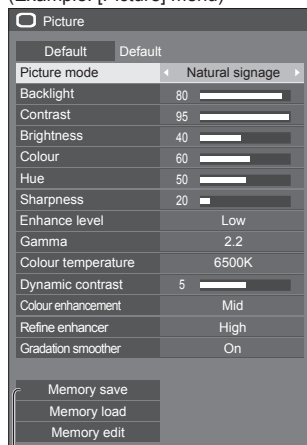 (Example: [Picture] menu)
Picture
Default Default
Picture mode Natural signage
Backlight 80
Contrast 95
Brightness 40
Colour 60
Hue 50
Sharpness 20
Enhance level Low
Gamma 2.2
Colour temperature 6500K
Dynamic contrast 5
Colour enhancement Mid
Refine enhancer High
Gradation smoother On
Memory save
Memory load
Memory edit